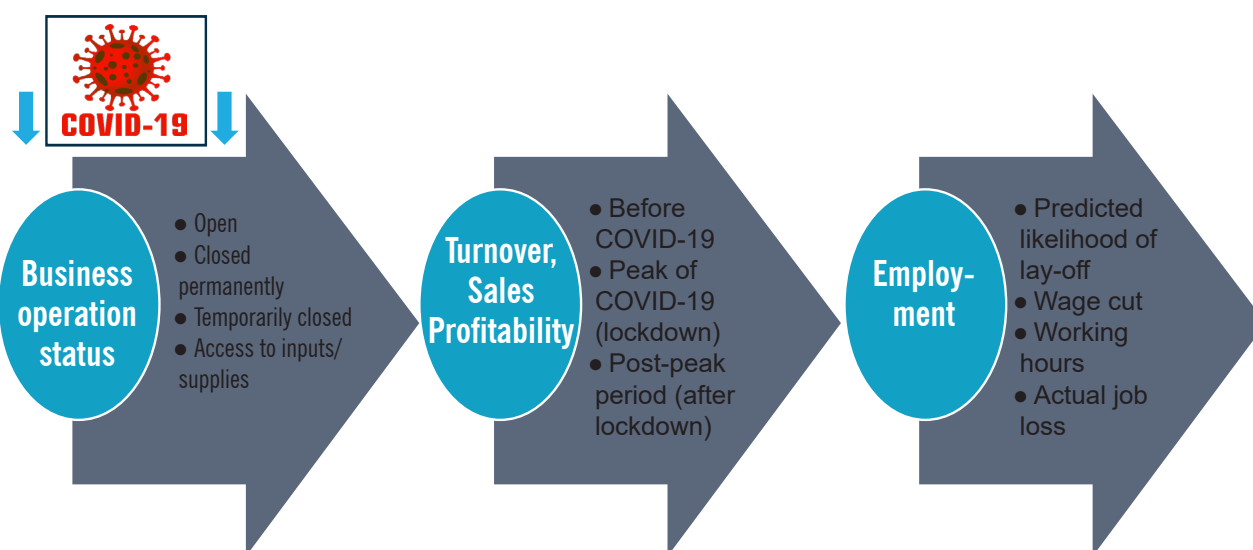 COVID-19
Business
operation
status
● Open
● Closed
permanently
● Temporarily closed
● Access to inputs/
supplies
Turnover,
Sales
Profitability
● Before
COVID-19
● Peak of
COVID-19
(lockdown)
● Post-peak
period (after
lockdown)
Employ-
ment
● Predicted
likelihood of
lay-off
● Wage cut
● Working
hours
● Actual job
loss